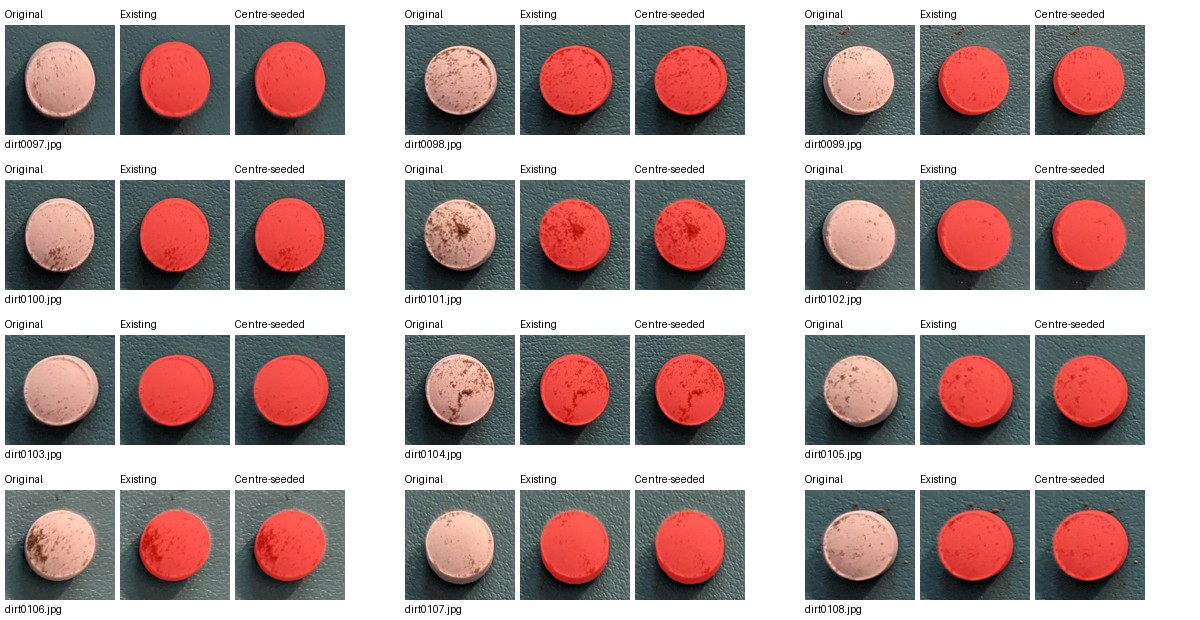 Original Existing Centre-seeded Original Existing Centre-seeded Original Existing Centre-seeded
dirt0097.jpg dirt0098.jpg dirt0099.jpg
Original Existing Centre-seeded Original Existing Centre-seeded Original Existing Centre-seeded
dirt0100.jpg dirt0101.jpg dirt0102.jpg
Original Existing Centre-seeded Original Existing Centre-seeded Original Existing Centre-seeded
dirt0103.jpg dirt0104.jpg dirt0105.jpg
Original Existing Centre-seeded Original Existing Centre-seeded Original Existing Centre-seeded
dirt0106.jpg dirt0107.jpg dirt0108.jpg